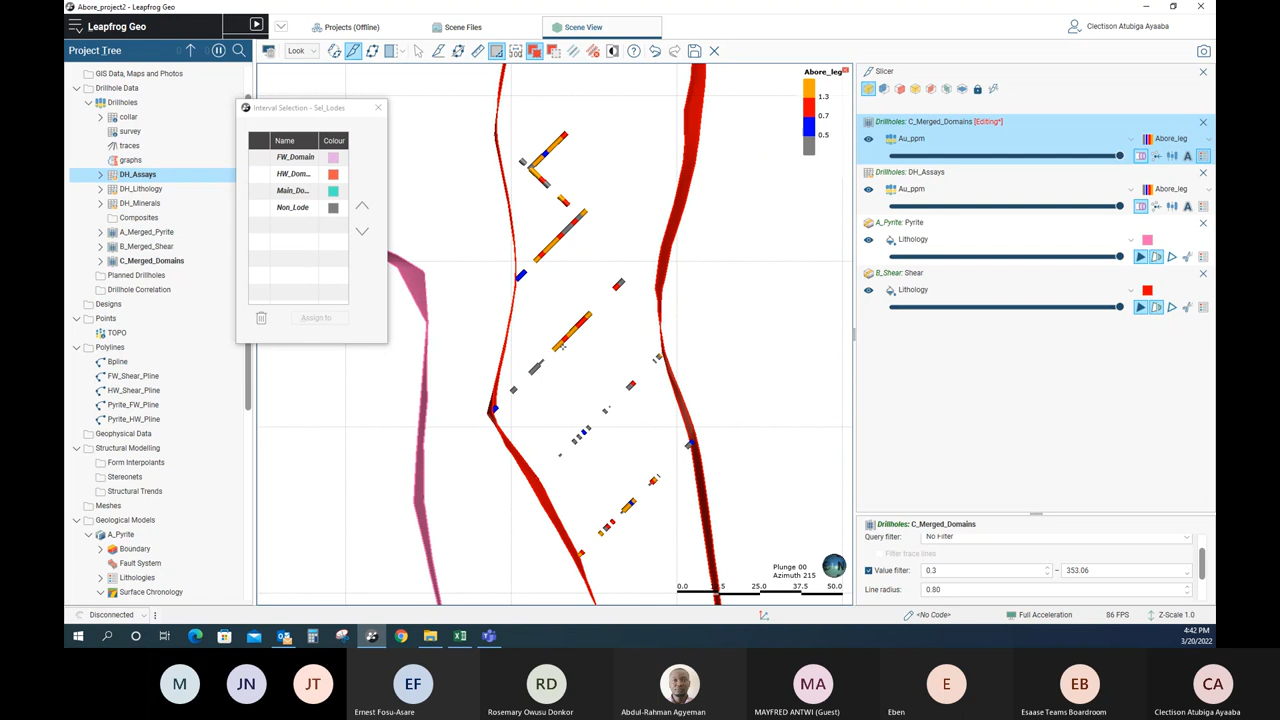 Abore_project2 - Leapfrog Geo
Leapfrog Geo
Projects (Offline)
Scene Files
Scene View
Clectison Atubiga Ayaaba
Project Tree
Look
GIS Data, Maps and Photos
Drillhole Data
Drillholes
collar
survey
traces
graphs
DH_Assays
DH_Lithology
DH_Minerals
Composites
A_Merged_Pyrite
B_Merged_Shear
C_Merged_Domains
Planned Drillholes
Drillhole Correlation
Designs
Points
TOPO
Polylines
Bpline
FW_Shear_Pline
HW_Shear_Pline
Pyrite_FW_Pline
Pyrite_HW_Pline
Geophysical Data
Structural Modelling
Form Interpolants
Stereonets
Structural Trends
Meshes
Geological Models
A_Pyrite
Boundary
Fault System
Lithologies
Surface Chronology
Interval Selection - Sel_Lodes
Name
Colour
FW_Domain
HW_Dom...
Main_Do...
Non_Lode
Assign to
Abore_leg
1.3
0.7
0.5
Plunge 00
Azimuth 215
0.0
25.0
37.5
50.0
Slicer
Drillholes: C_Merged_Domains [Editing*]
Au_ppm
Abore_leg
Drillholes: DH_Assays
Au_ppm
Abore_leg
A_Pyrite: Pyrite
Lithology
B_Shear: Shear
Lithology
Drillholes: C_Merged_Domains
Query filter:
No Filter
Filter trace lines
Value filter:
0.3
–
353.06
Line radius:
0.80
Disconnected
<No Code>
Full Acceleration
86 FPS
Z-Scale 1.0
4:42 PM
3/20/2022
M
JN
JT
EF
Ernest Fosu-Asare
RD
Rosemary Owusu Donkor
Abdul-Rahman Agyeman
MA
MAYFRED ANTWI (Guest)
E
Eben
EB
Esaase Teams Boardroom
CA
Clectison Atubiga Ayaaba